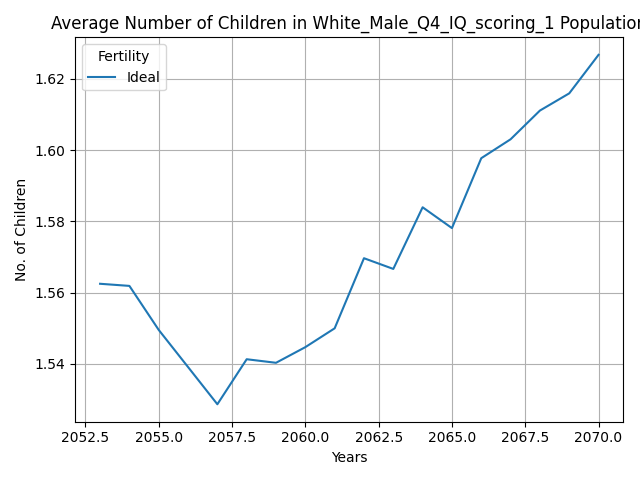 Average Number of Children in White_Male_Q4_IQ_scoring_1 Population
Fertility
Ideal
1.62
1.60
1.58
1.56
1.54
No. of Children
2052.5 2055.0 2057.5 2060.0 2062.5 2065.0 2067.5 2070.0
Years